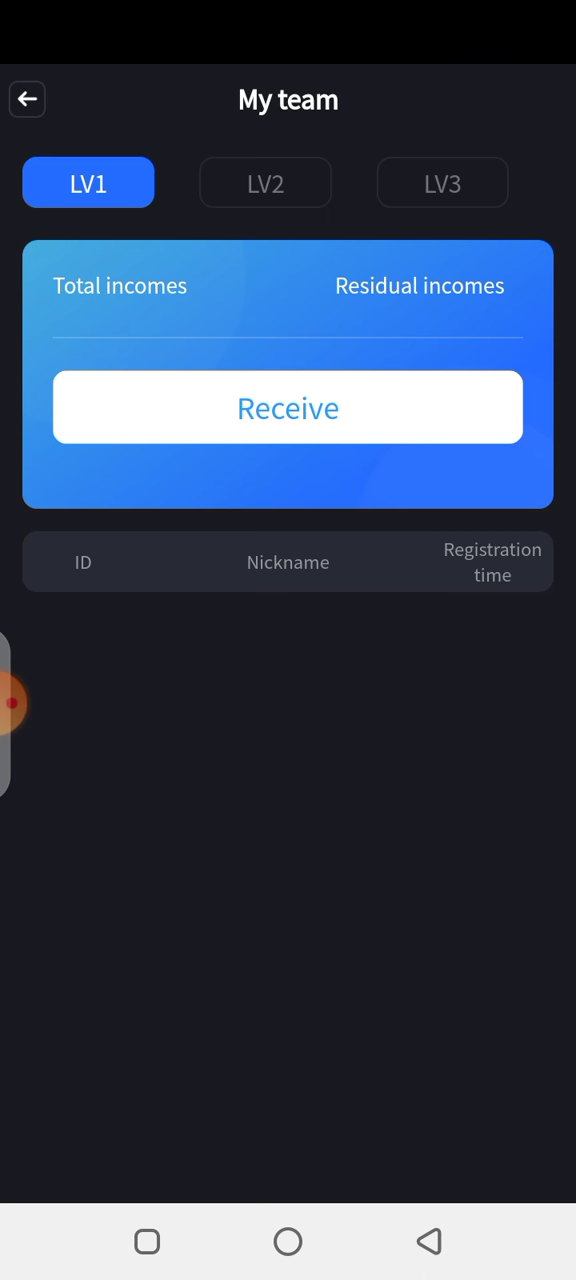 My team
LV1 LV2 LV3
Total incomes Residual incomes
Receive
ID Nickname Registration
time